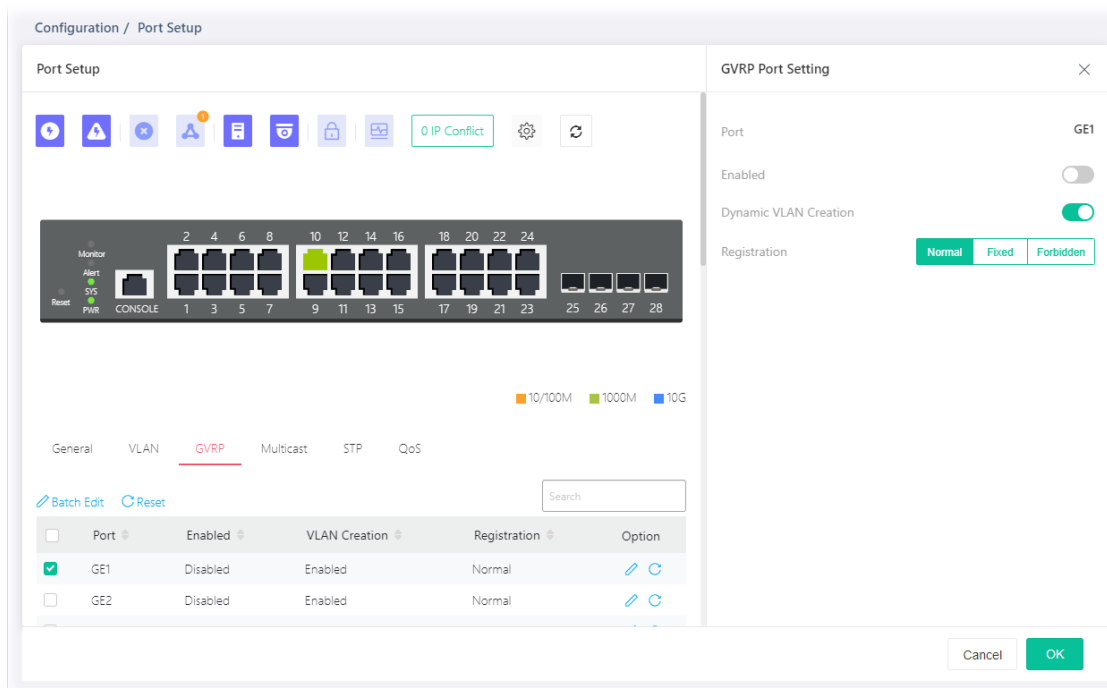 Configuration / Port Setup
Port Setup
GVRP Port Setting
1
0 IP Conflict
Port GE1
Enabled
Dynamic VLAN Creation
Registration Normal Fixed Forbidden
2 4 6 8 10 12 14 16 18 20 22 24
Monitor
Alert
SYS
Reset
PWR CONSOLE 1 3 5 7 9 11 13 15 17 19 21 23 25 26 27 28
10/100M 1000M 10G
General VLAN GVRP Multicast STP QoS
Batch Edit Reset Search
Port Enabled VLAN Creation Registration Option
GE1 Disabled Enabled Normal
GE2 Disabled Enabled Normal
Cancel OK